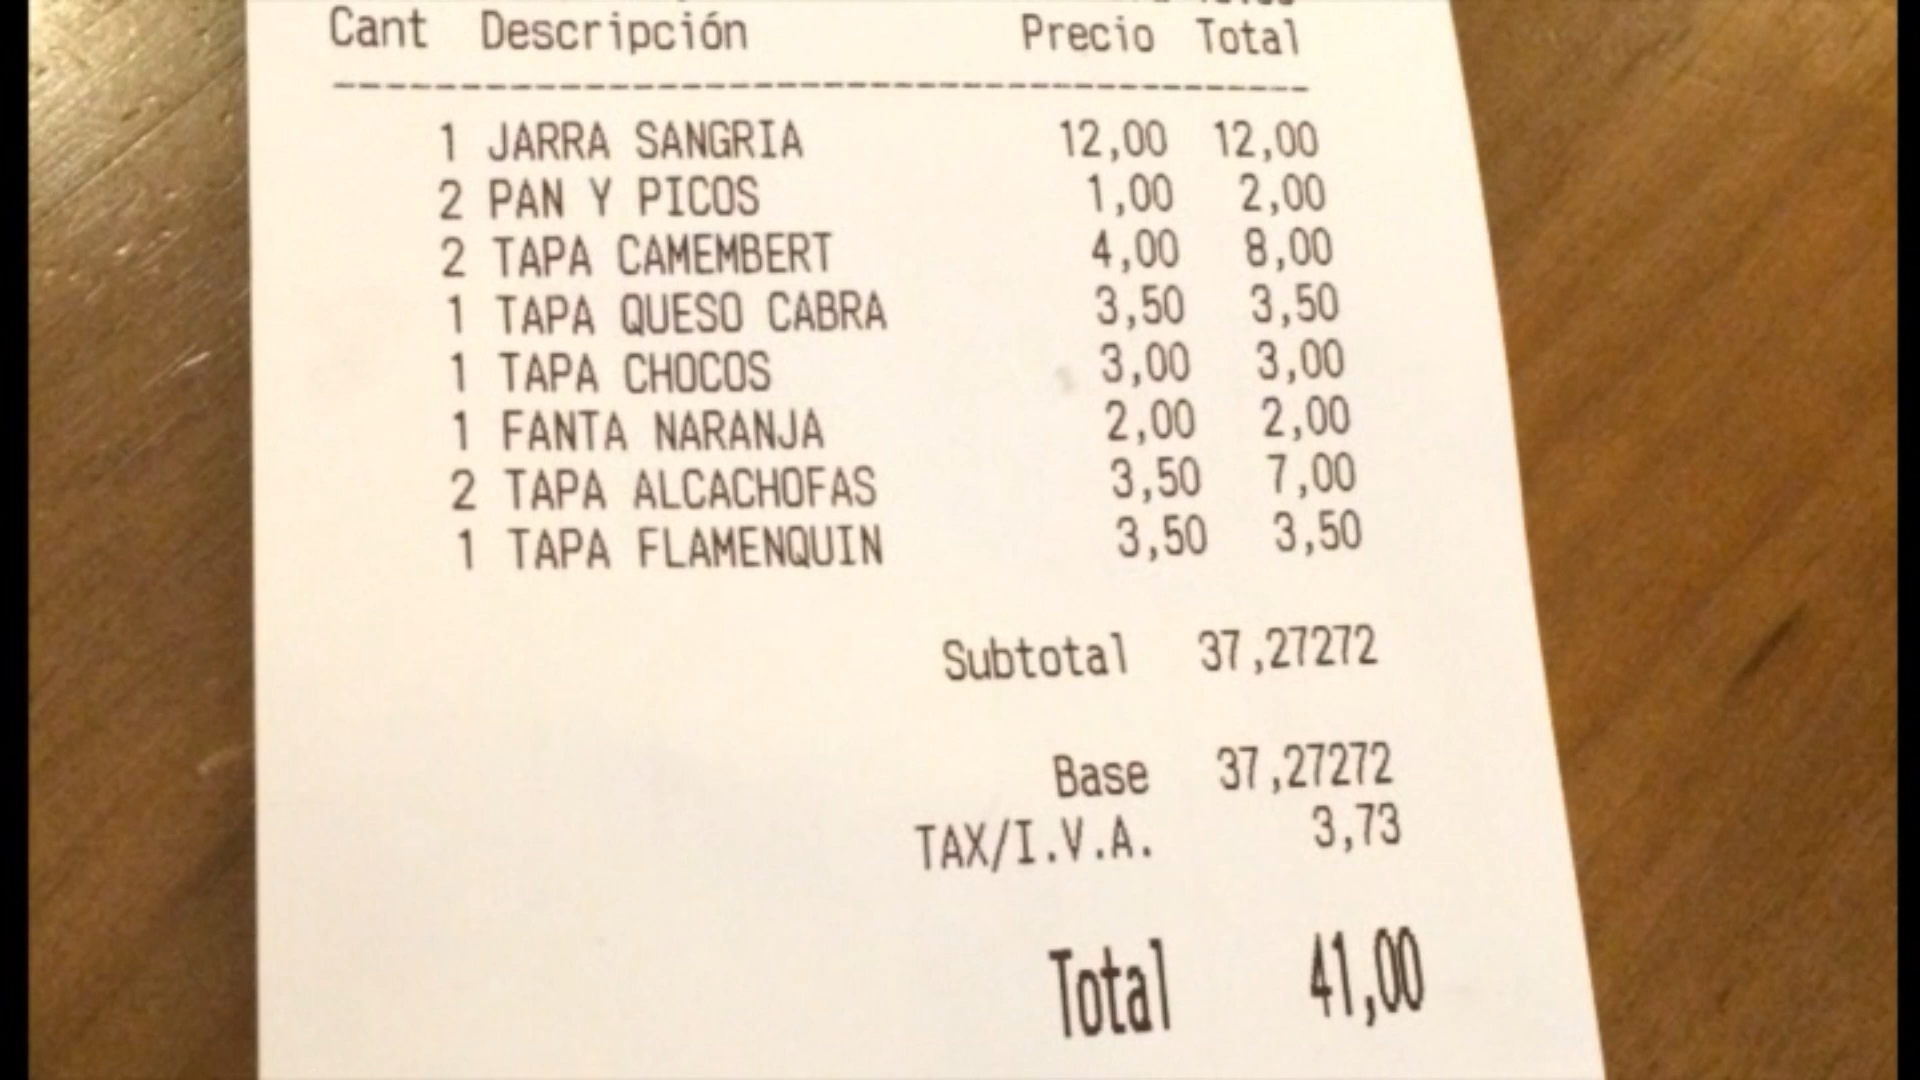 Cant Descripción Precio Total
----------------------------------------
1 JARRA SANGRIA 12,00 12,00
2 PAN Y PICOS 1,00 2,00
2 TAPA CAMEMBERT 4,00 8,00
1 TAPA QUESO CABRA 3,50 3,50
1 TAPA CHOCOS 3,00 3,00
1 FANTA NARANJA 2,00 2,00
2 TAPA ALCACHOFAS 3,50 7,00
1 TAPA FLAMENQUIN 3,50 3,50
Subtotal 37,27272
Base 37,27272
TAX/I.V.A. 3,73
Total 41,00